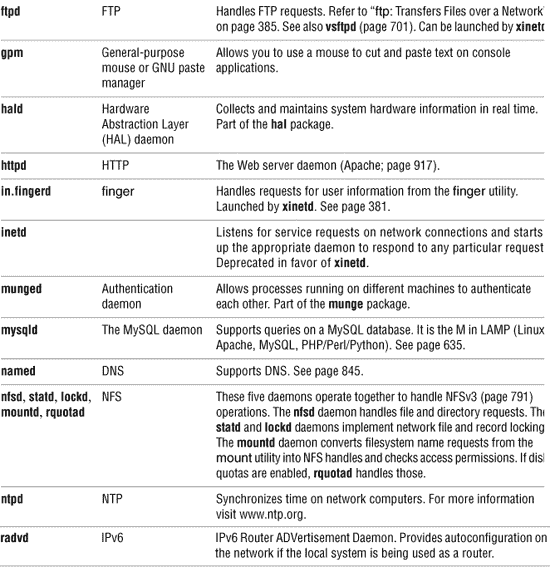 ftpd FTP Handles FTP requests. Refer to “ftp: Transfers Files over a Network”
on page 385. See also vsftpd (page 701). Can be launched by
gpm General-purpose Allows you to use a mouse to cut and paste text on console
mouse or GNU paste applications.
manager
hald Hardware Collects and maintains system hardware information in real time.
Abstraction Layer Part of the hal package.
(HAL) daemon
httpd HTTP The Web server daemon (Apache; page 917).
in.fingerd finger Handles requests for user information from the finger utility.
Launched by xinetd. See page 381.
inetd Listens for service requests on network connections and starts
up the appropriate daemon to respond to any particular request
Deprecated in favor of xinetd.
munged Authentication Allows processes running on different machines to authenticate
daemon each other. Part of the munge package.
mysqld The MySQL daemon Supports queries on a MySQL database. It is the M in LAMP (Linux
Apache, MySQL, PHP/Perl/Python). See page 635.
named DNS Supports DNS. See page 845.
nfsd, statd, lockd, NFS These five daemons operate together to handle NFSv3 (page 791)
mountd, rquotad operations. The nfsd daemon handles file and directory requests. The
statd and lockd daemons implement network file and record locking
The mountd daemon converts filesystem name requests from the
mount utility into NFS handles and checks access permissions. If
quotas are enabled, rquotad handles those.
ntpd NTP Synchronizes time on network computers. For more information
visit www.ntp.org.
radvd IPv6 IPv6 Router ADVertisement Daemon. Provides autoconfiguration on
the network if the local system is being used as a router.